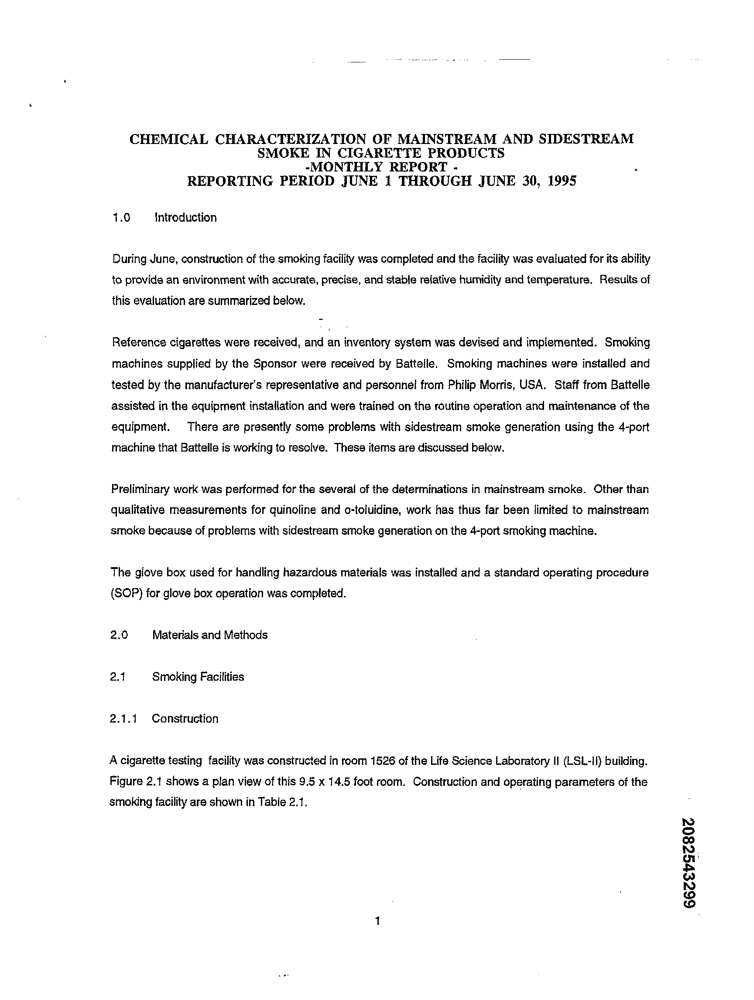 CHEMICAL CHARACTERIZATION OF MAINSTREAM AND SIDESTREAM
SMOKE IN CIGARETTE PRODUCTS
-MONTHLY REPORT -
REPORTING PERIOD JUNE 1 THROUGH JUNE 30, 1995
1.0 Introduction
During June, construction of the smoking facility was completed and the facility was evaluated for its ability
to provide an environment with accurate, precise, and stable relative humidity and temperature. Results of
this evaluation are summarized below.
Reference cigarettes were received, and an inventory system was devised and implemented. Smoking
machines supplied by the Sponsor were received by Battelle. Smoking machines were installed and
tested by the manufacturer's representative and personnel from Philip Morris, USA. Staff from Battelle
assisted in the equipment installation and were trained on the routine operation and maintenance of the
equipment. There are presently some problems with sidestream smoke generation using the 4-port
machine that Battelle is working to resolve. These items are discussed below.
Preliminary work was performed for the several of the determinations in mainstream smoke. Other than
qualitative measurements for quinoline and o-toluidine, work has thus far been limited to mainstream
smoke because of problems with sidestream smoke generation on the 4-port smoking machine.
The glove box used for handling hazardous materials was installed and a standard operating procedure
(SOP) for glove box operation was completed.
2.0 Materials and Methods
2.1 Smoking Facilities
2.1.1 Construction
A cigarette testing facility was constructed in room 1526 of the Life Science Laboratory II (LSL-II) building.
Figure 2.1 shows a plan view of this 9.5 x 14.5 foot room. Construction and operating parameters of the
smoking facility are shown in Table 2.1.
2082543299
1